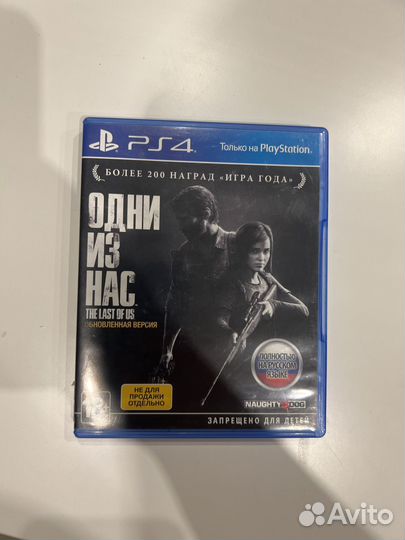 PS4
Только на PlayStation®
БОЛЕЕ 200 НАГРАД «ИГРА ГОДА»
ОДНИ
ИЗ
НАС
THE LAST OF US
ОБНОВЛЕННАЯ ВЕРСИЯ
НЕ ДЛЯ
ПРОДАЖИ
ОТДЕЛЬНО
ПОЛНОСТЬЮ
НА РУССКОМ
ЯЗЫКЕ
NAUGHTY DOG
ЗАПРЕЩЕНО ДЛЯ ДЕТЕЙ
Avito